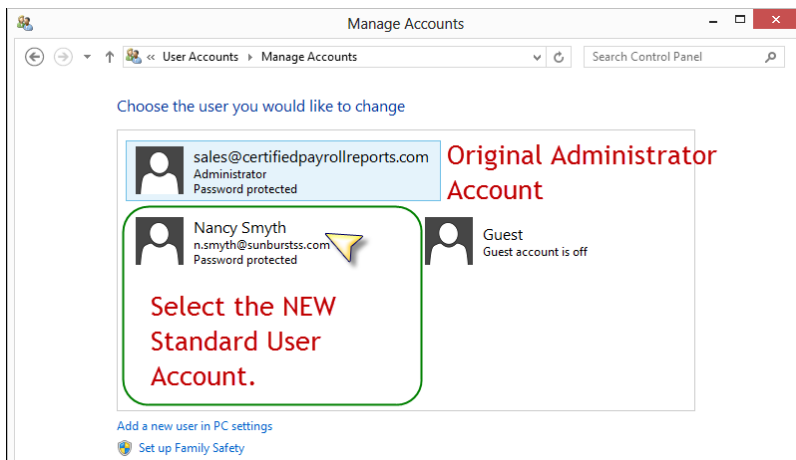 Manage Accounts
« User Accounts Manage Accounts
Search Control Panel
Choose the user you would like to change
sales@certifiedpayrollreports.com
Administrator
Password protected
Original Administrator
Account
Nancy Smyth
n.smyth@sunburstss.com
Password protected
Guest
Guest account is off
Select the NEW
Standard User
Account.
Add a new user in PC settings
Set up Family Safety